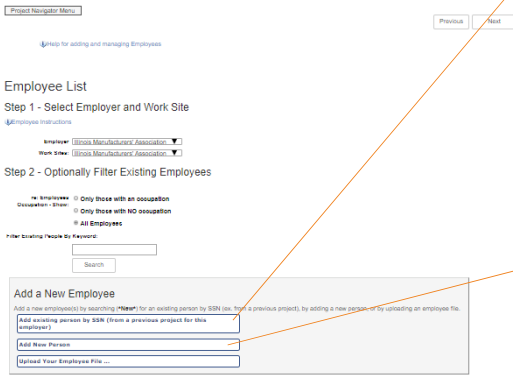 Project Navigator Menu
Previous
Next
Help for adding and managing Employees
Employee List
Step 1 - Select Employer and Work Site
Employee Instructions
Employer Illinois Manufacturers' Association
Work Sites: Illinois Manufacturers' Association
Step 2 - Optionally Filter Existing Employees
re: Employees Occupation - Show:
Only those with an occupation
Only those with NO occupation
All Employees
Filter Existing People By Keyword:
Search
Add a New Employee
Add a new employee(s) by searching (*New*) for an existing person by SSN (ex. from a previous project), by adding a new person, or by uploading an employee file.
Add existing person by SSN (from a previous project for this
employer)
Add New Person
Upload Your Employee File ...